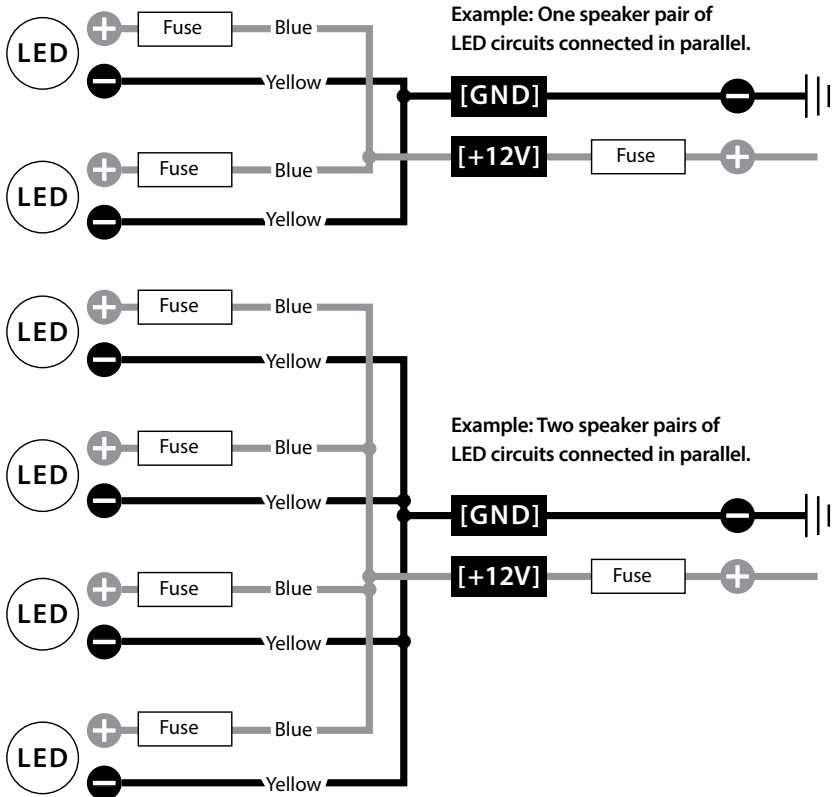 Example: One speaker pair of
LED circuits connected in parallel.
LED
+
Fuse
Blue
−
Yellow
[GND]
−
[+12V]
Fuse
+
LED
+
Fuse
Blue
−
Yellow
LED
+
Fuse
Blue
−
Yellow
Example: Two speaker pairs of
LED circuits connected in parallel.
LED
+
Fuse
Blue
−
Yellow
[GND]
−
[+12V]
Fuse
+
LED
+
Fuse
Blue
−
Yellow
LED
+
Fuse
Blue
−
Yellow